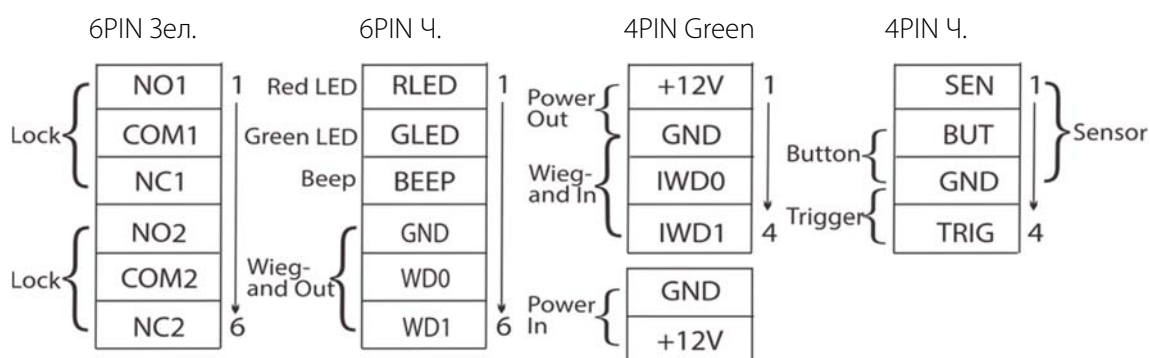 6PIN Зел.
NO1 1
COM1
NC1
Lock
NO2
COM2
NC2 6
Lock
6PIN Ч.
Red LED RLED 1
Green LED GLED
Beep BEEP
GND
WD0
WD1 6
Wieg-
and Out
4PIN Green
+12V 1
GND
IWD0
IWD1 4
Power
Out
Wieg-
and In
GND
+12V
Power
In
4PIN Ч.
SEN 1
BUT
GND
TRIG 4
Button
Trigger
Sensor